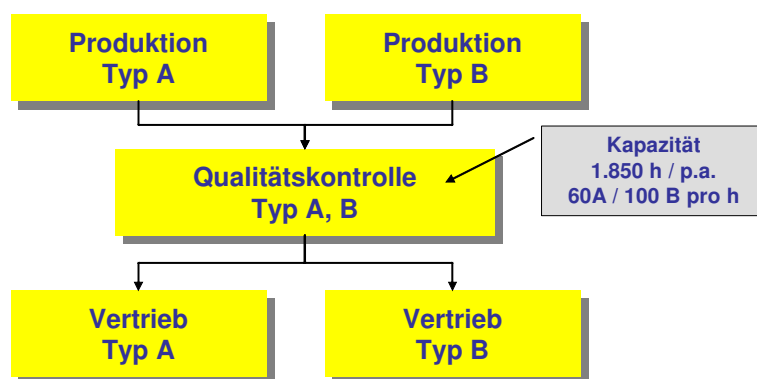 Produktion
Typ A
Produktion
Typ B
Qualitätskontrolle
Typ A, B
Kapazität
1.850 h / p.a.
60A / 100 B pro h
Vertrieb
Typ A
Vertrieb
Typ B